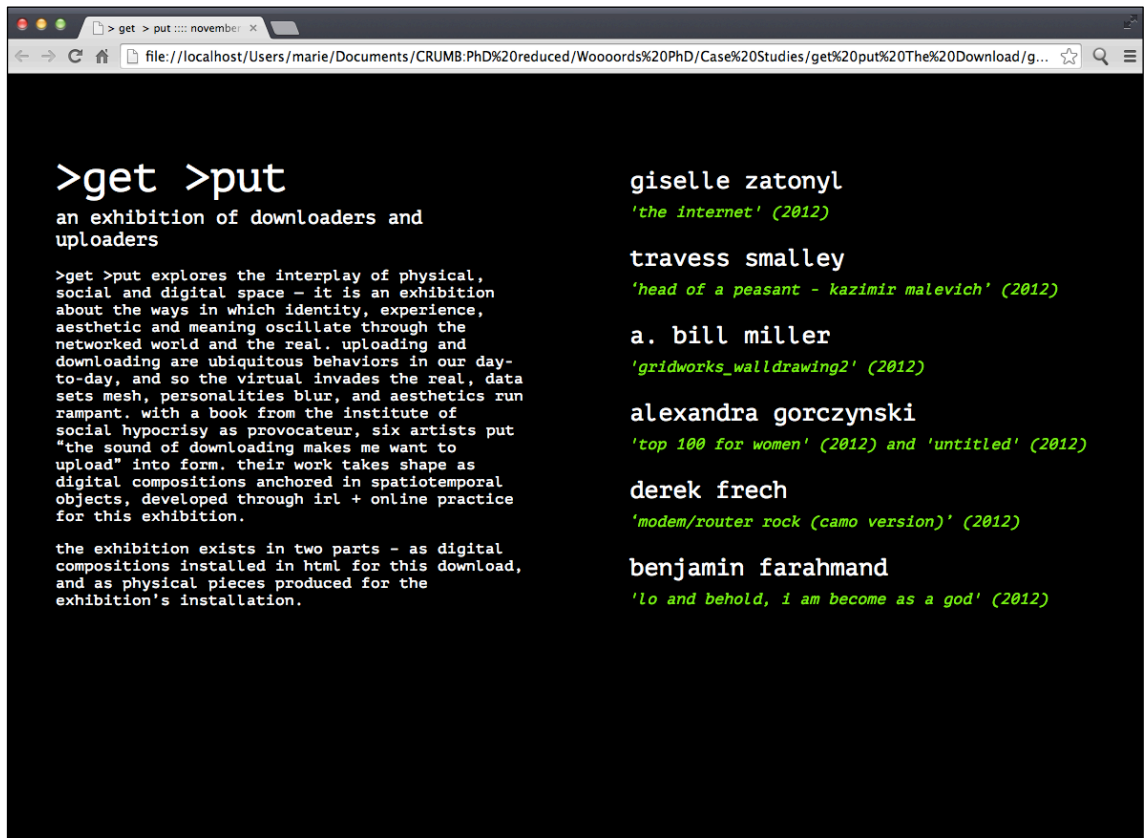 > get  > put :::: november
file://localhost/Users/marie/Documents/CRUMB:PhD%20reduced/Woooords%20PhD/Case%20Studies/get%20put%20The%20Download/g...
>get >put
an exhibition of downloaders and
uploaders
>get >put explores the interplay of physical,
social and digital space – it is an exhibition
about the ways in which identity, experience,
aesthetic and meaning oscillate through the
networked world and the real. uploading and
downloading are ubiquitous behaviors in our day-
to-day, and so the virtual invades the real, data
sets mesh, personalities blur, and aesthetics run
rampant. with a book from the institute of
social hypocrisy as provocateur, six artists put
“the sound of downloading makes me want to
upload” into form. their work takes shape as
digital compositions anchored in spatiotemporal
objects, developed through irl + online practice
for this exhibition.
the exhibition exists in two parts – as digital
compositions installed in html for this download,
and as physical pieces produced for the
exhibition’s installation.
giselle zatonyl
'the internet' (2012)
travess smalley
‘head of a peasant - kazimir malevich’ (2012)
a. bill miller
'gridworks_walldrawing2' (2012)
alexandra gorczynski
'top 100 for women' (2012) and 'untitled' (2012)
derek frech
‘modem/router rock (camo version)’ (2012)
benjamin farahmand
'lo and behold, i am become as a god' (2012)